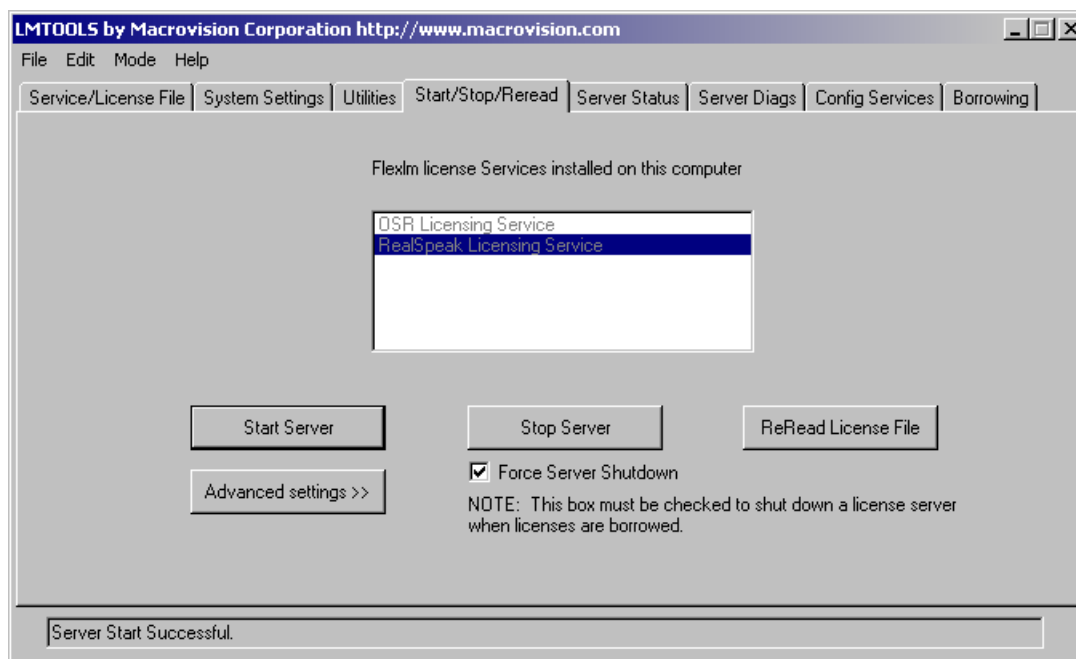 LMTOOLS by Macrovision Corporation http://www.macrovision.com
File Edit Mode Help
Service/License File System Settings Utilities Start/Stop/Reread Server Status Server Diags Config Services Borrowing
Flexlm license Services installed on this computer
OSR Licensing Service
RealSpeak Licensing Service
Start Server Stop Server ReRead License File
Force Server Shutdown
Advanced settings >>
NOTE: This box must be checked to shut down a license server
when licenses are borrowed.
Server Start Successful.